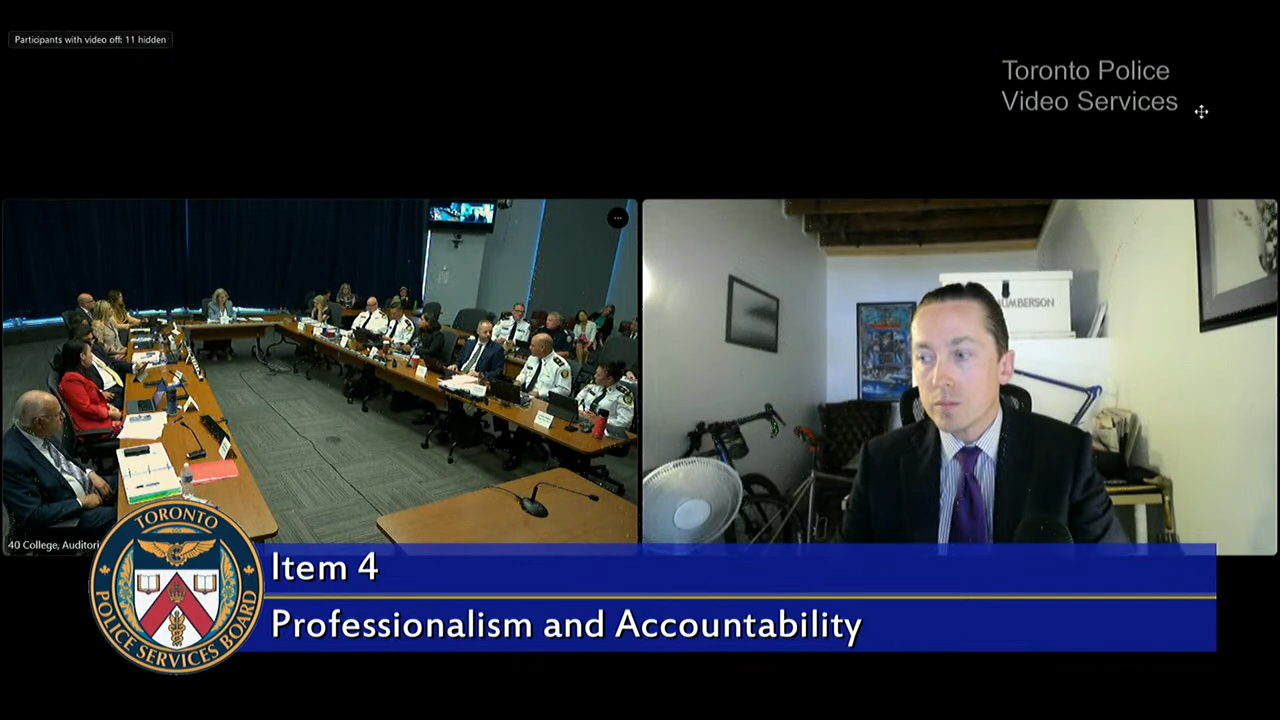 Participants with video off: 11 hidden
Toronto Police
Video Services
40 College, Auditori
Item 4
Professionalism and Accountability
TORONTO
POLICE SERVICES BOARD